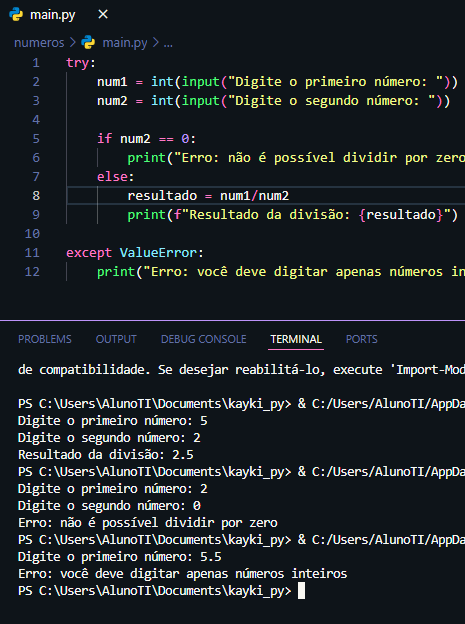 main.py
numeros > main.py > ...
1 try:
2 num1 = int(input("Digite o primeiro número: "))
3 num2 = int(input("Digite o segundo número: "))
4
5 if num2 == 0:
6 print("Erro: não é possível dividir por zero
7 else:
8 resultado = num1/num2
9 print(f"Resultado da divisão: {resultado}")
10
11 except ValueError:
12 print("Erro: você deve digitar apenas números in
PROBLEMS OUTPUT DEBUG CONSOLE TERMINAL PORTS
de compatibilidade. Se desejar reabilitá-lo, execute 'Import-Mod
PS C:\Users\AlunoTI\Documents\kayki_py> & C:/Users/AlunoTI/AppDa
Digite o primeiro número: 5
Digite o segundo número: 2
Resultado da divisão: 2.5
PS C:\Users\AlunoTI\Documents\kayki_py> & C:/Users/AlunoTI/AppDa
Digite o primeiro número: 2
Digite o segundo número: 0
Erro: não é possível dividir por zero
PS C:\Users\AlunoTI\Documents\kayki_py> & C:/Users/AlunoTI/AppDa
Digite o primeiro número: 5.5
Erro: você deve digitar apenas números inteiros
PS C:\Users\AlunoTI\Documents\kayki_py>